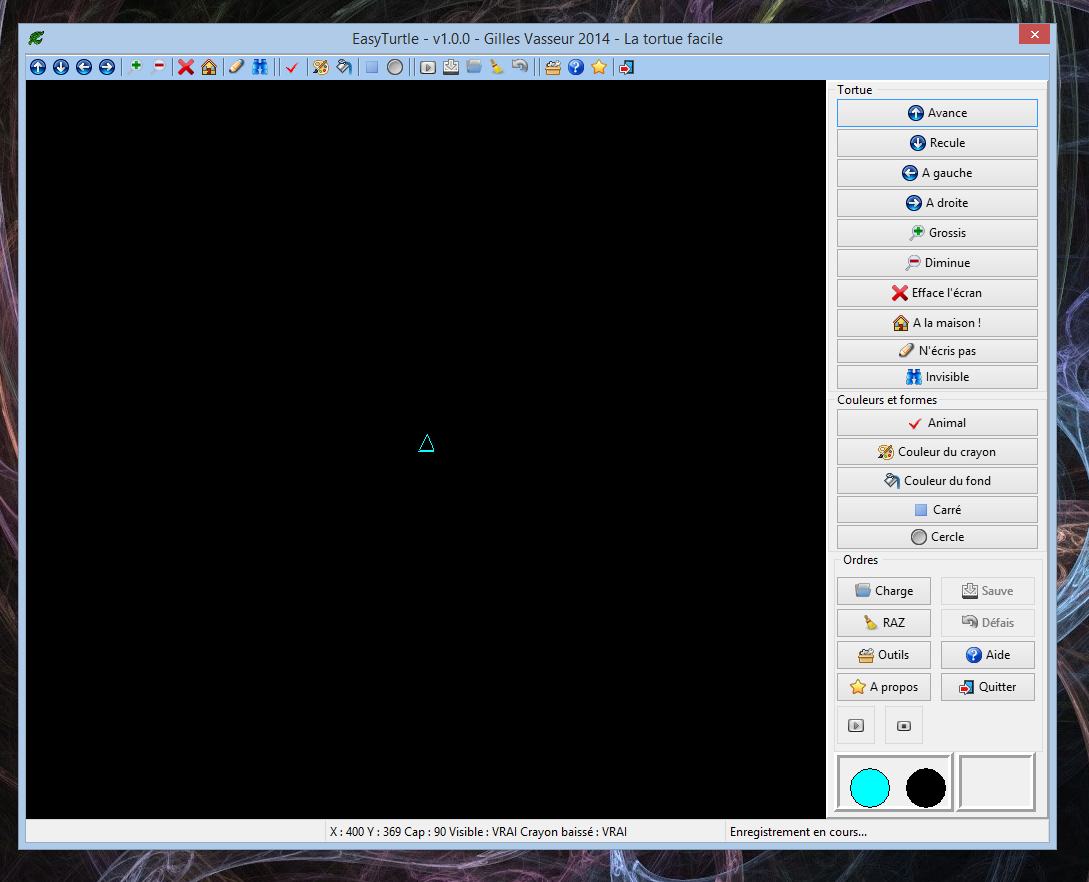 EasyTurtle - v1.0.0 - Gilles Vasseur 2014 - La tortue facile
Tortue
Avance
Recule
A gauche
A droite
Grossis
Diminue
Efface l'écran
A la maison !
N'écris pas
Invisible
Couleurs et formes
Animal
Couleur du crayon
Couleur du fond
Carré
Cercle
Ordres
Charge
Sauve
RAZ
Défais
Outils
Aide
A propos
Quitter
X : 400 Y : 369 Cap : 90 Visible : VRAI Crayon baissé : VRAI
Enregistrement en cours...